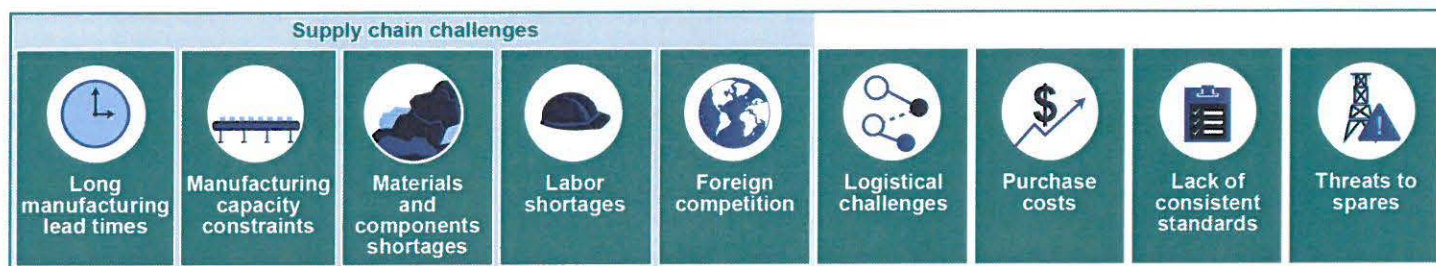 Supply chain challenges
Long
manufacturing
lead times
Manufacturing
capacity
constraints
Materials
and
components
shortages
Labor
shortages
Foreign
competition
Logistical
challenges
$
Purchase
costs
Lack of
consistent
standards
!
Threats to
spares